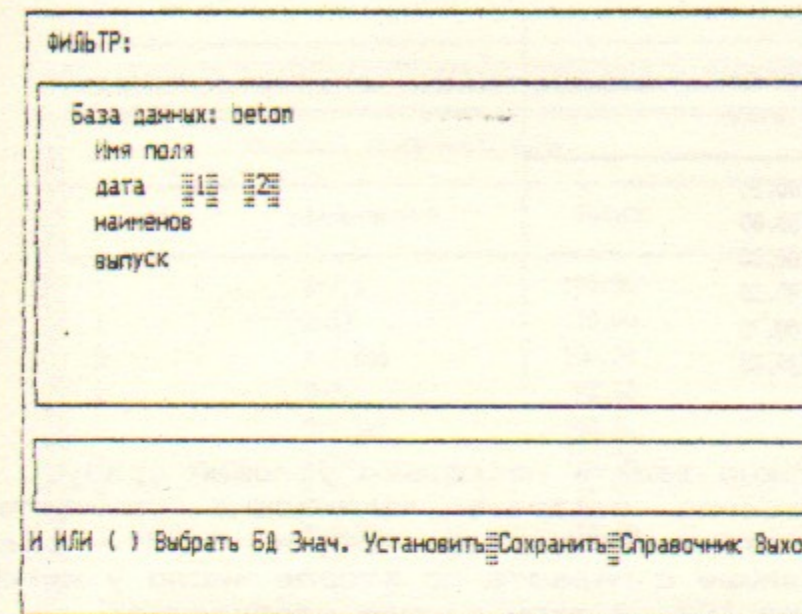 ФИЛЬТР:
База данных: beton
Имя поля
дата 1 2
наименов
выпуск
И ИЛИ ( ) Выбрать БД Знач. Установить Сохранить Справочник Выхо